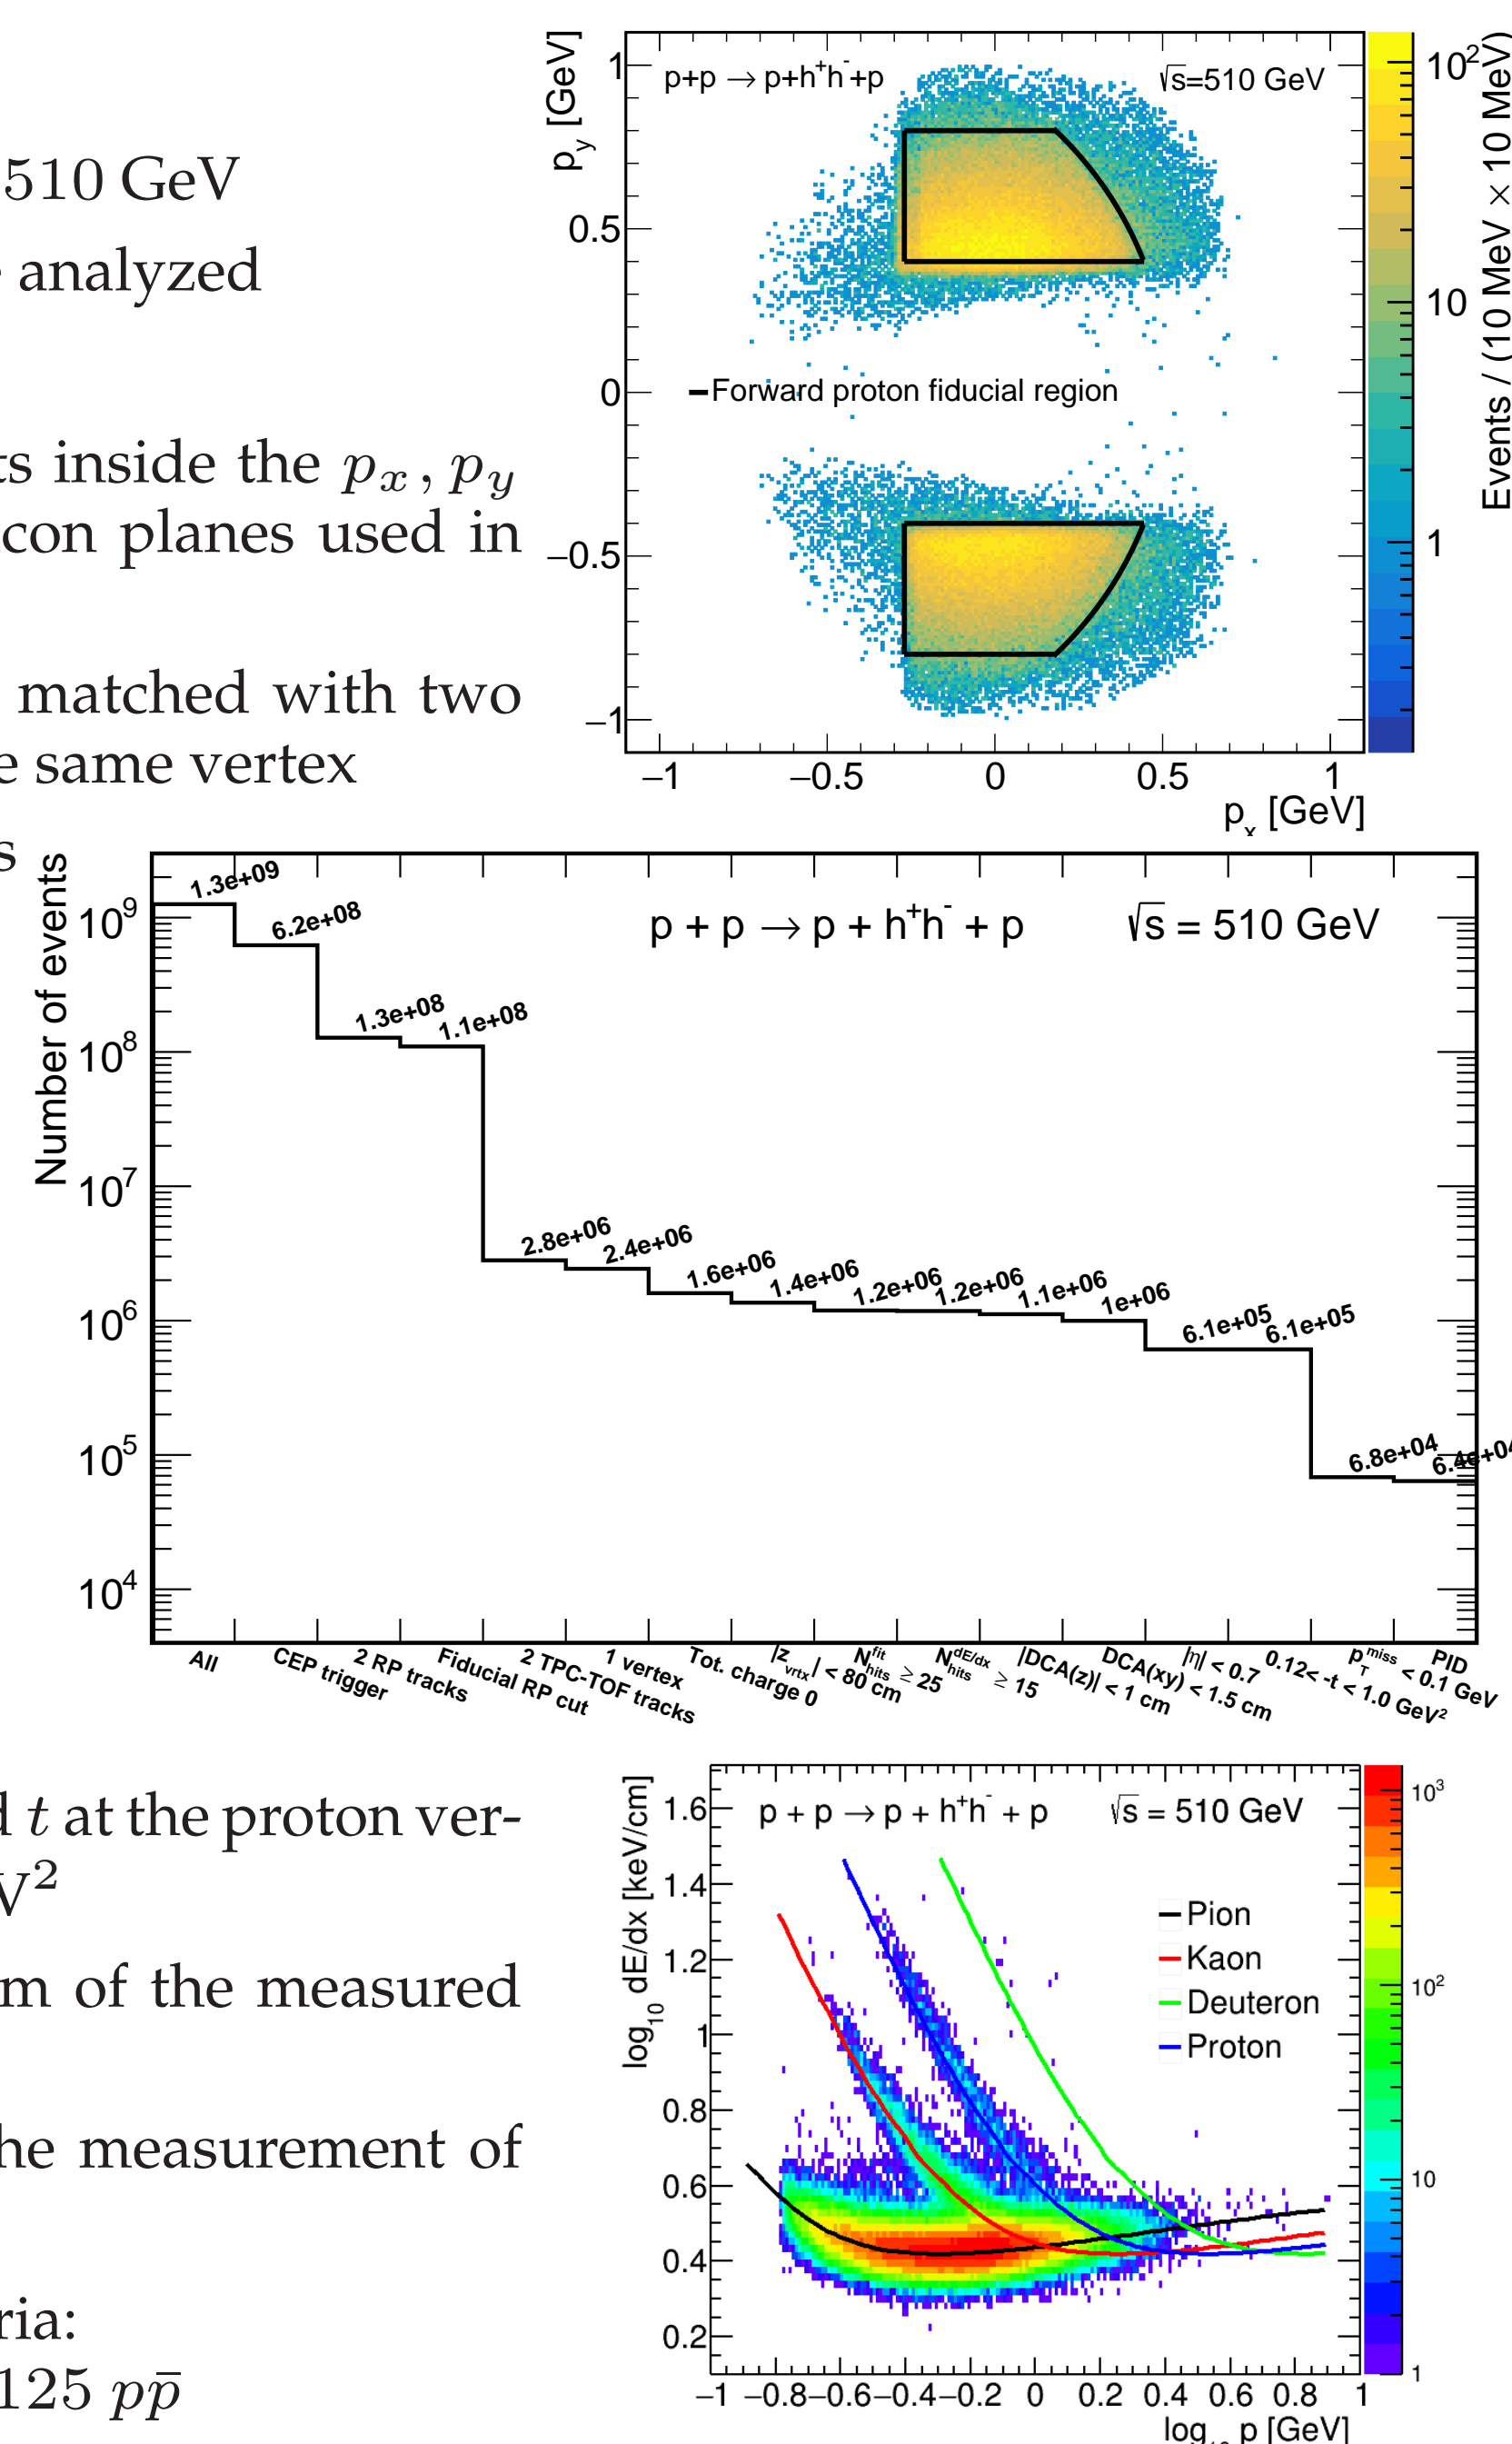 510 GeV
analyzed
ts inside the px, py
icon planes used in
matched with two
e same vertex
s
p+p → p+h⁺h⁻+p
√s=510 GeV
Forward proton fiducial region
py [GeV]
1
0.5
0
−0.5
−1
−1 −0.5 0 0.5 1
px [GeV]
10²
10
1
Events / (10 MeV × 10 MeV)
Number of events
p + p → p + h⁺h⁻ + p √s = 510 GeV
10⁹
10⁸
10⁷
10⁶
10⁵
10⁴
1.3e+09
6.2e+08
1.3e+08
1.1e+08
2.8e+06
2.4e+06
1.6e+06
1.4e+06
1.2e+06
1.2e+06
1.1e+06
1e+06
6.1e+05
6.1e+05
6.8e+04
6.4e+04
All
CEP trigger
2 RP tracks
Fiducial RP cut
2 TPC-TOF tracks
1 vertex
Tot. charge 0
|z_vrtx| < 80 cm
N_hits^fit ≥ 25
N_hits^dE/dx ≥ 15
|DCA(z)| < 1 cm
DCA(xy) < 1.5 cm
|η| < 0.7
0.12< -t < 1.0 GeV²
p_T^miss < 0.1 GeV
PID
d t at the proton ver-
V²
m of the measured
he measurement of
ria:
125 pp̄
log₁₀ dE/dx [keV/cm]
p + p → p + h⁺h⁻ + p √s = 510 GeV
Pion
Kaon
Deuteron
Proton
1.6
1.4
1.2
1
0.8
0.6
0.4
0.2
−1 −0.8 −0.6 −0.4 −0.2 0 0.2 0.4 0.6 0.8 1
log₁₀ p [GeV]
10³
10²
10
1